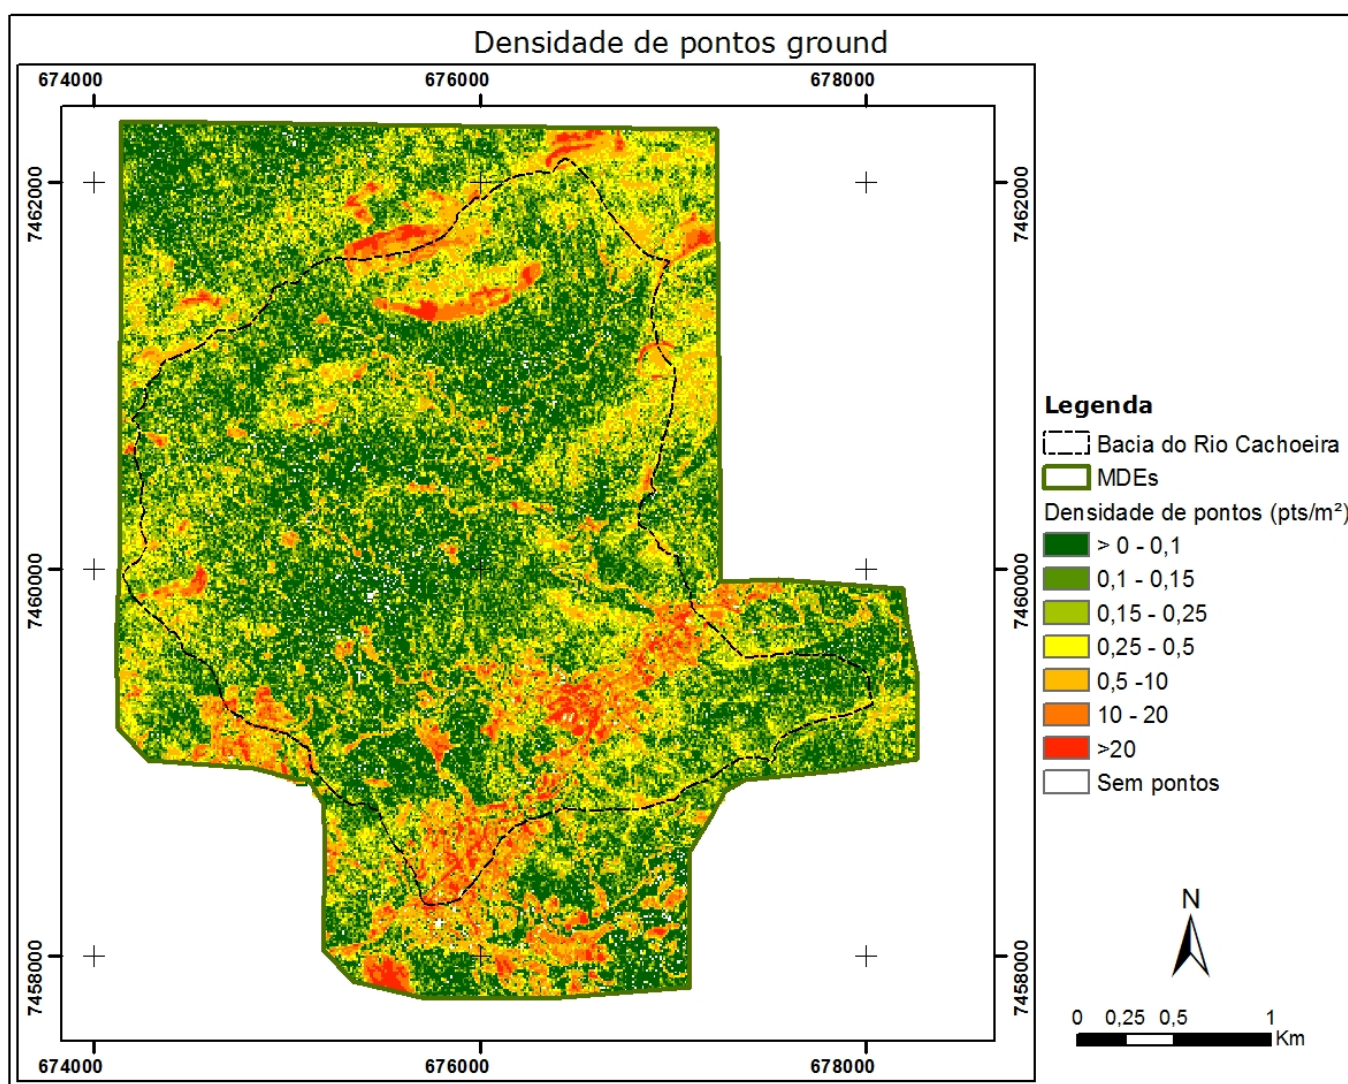 Densidade de pontos ground
674000 676000 678000
7462000 7462000
7460000 7460000
7458000 7458000
674000 676000 678000
Legenda
Bacia do Rio Cachoeira
MDEs
Densidade de pontos (pts/m²)
> 0 - 0,1
0,1 - 0,15
0,15 - 0,25
0,25 - 0,5
0,5 -10
10 - 20
>20
Sem pontos
N
0 0,25 0,5 1
Km